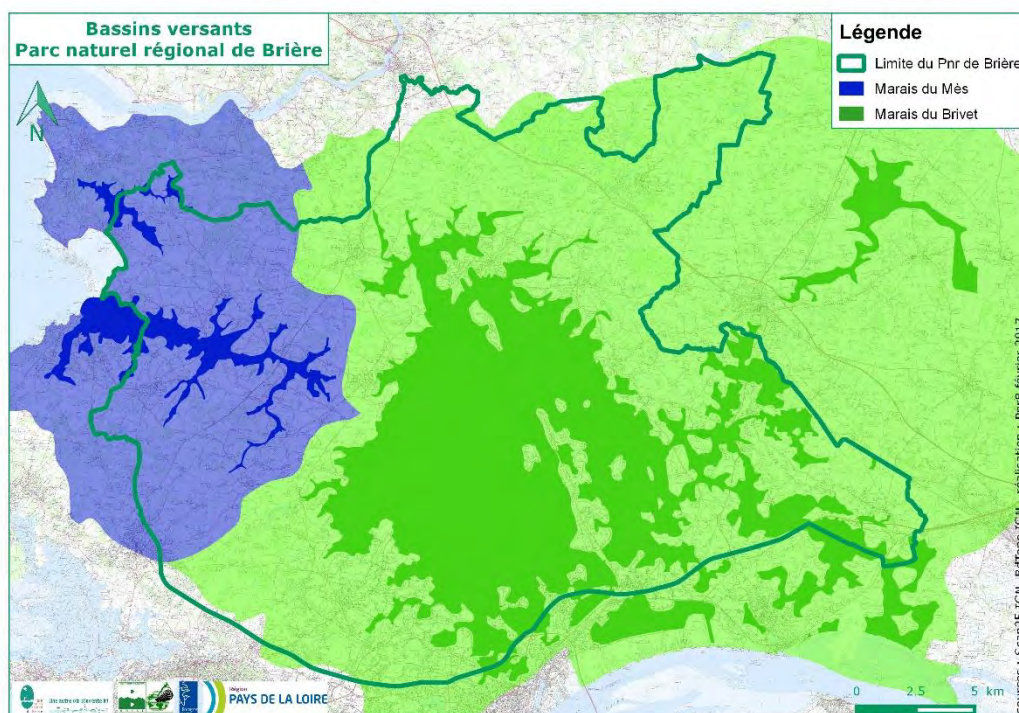 Bassins versants
Parc naturel régional de Brière
N
Légende
Limite du Pnr de Brière
Marais du Mès
Marais du Brivet
Région
PAYS DE LA LOIRE
0 2.5 5 km